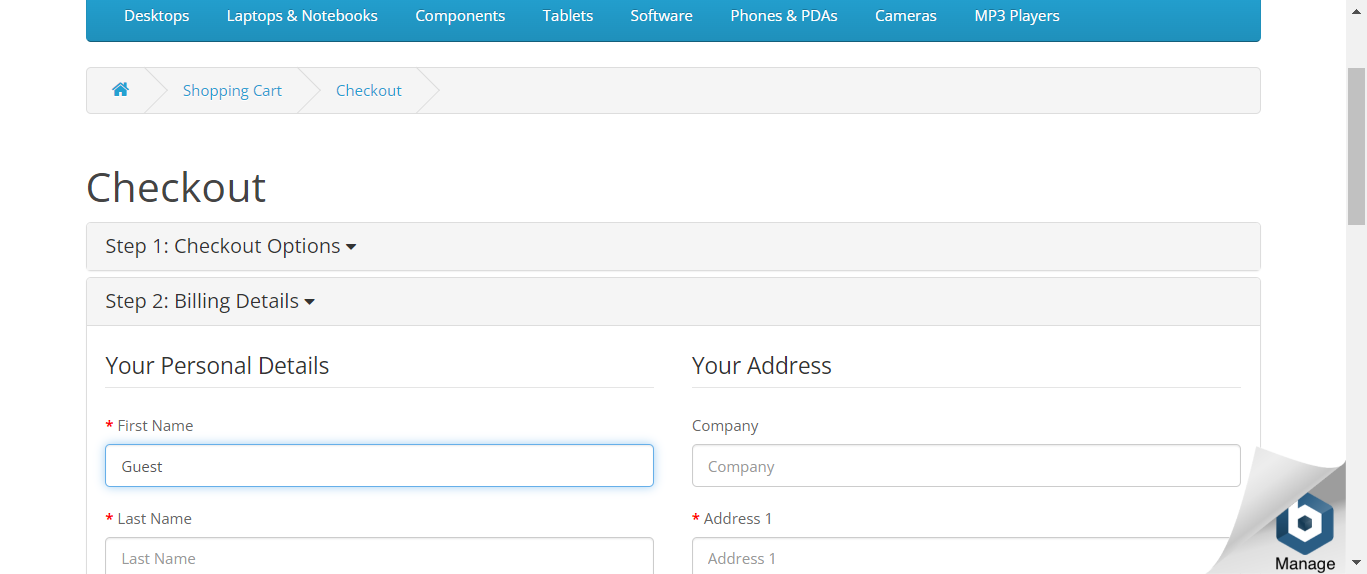 Desktops Laptops & Notebooks Components Tablets Software Phones & PDAs Cameras MP3 Players
Shopping Cart Checkout
Checkout
Step 1: Checkout Options
Step 2: Billing Details
Your Personal Details
* First Name
Guest
* Last Name
Last Name
Your Address
Company
Company
* Address 1
Address 1
Manage